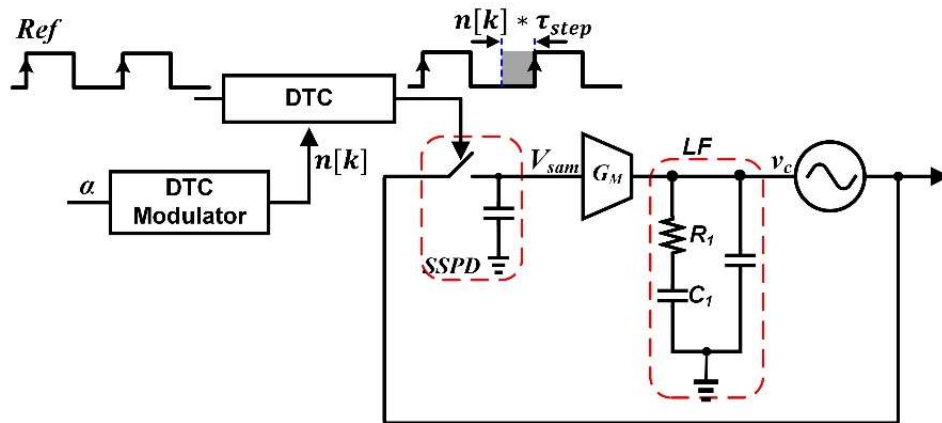 Ref
n[k] * τstep
DTC
n[k]
α
DTC
Modulator
Vsam
GM
LF
vc
R1
C1
SSPD